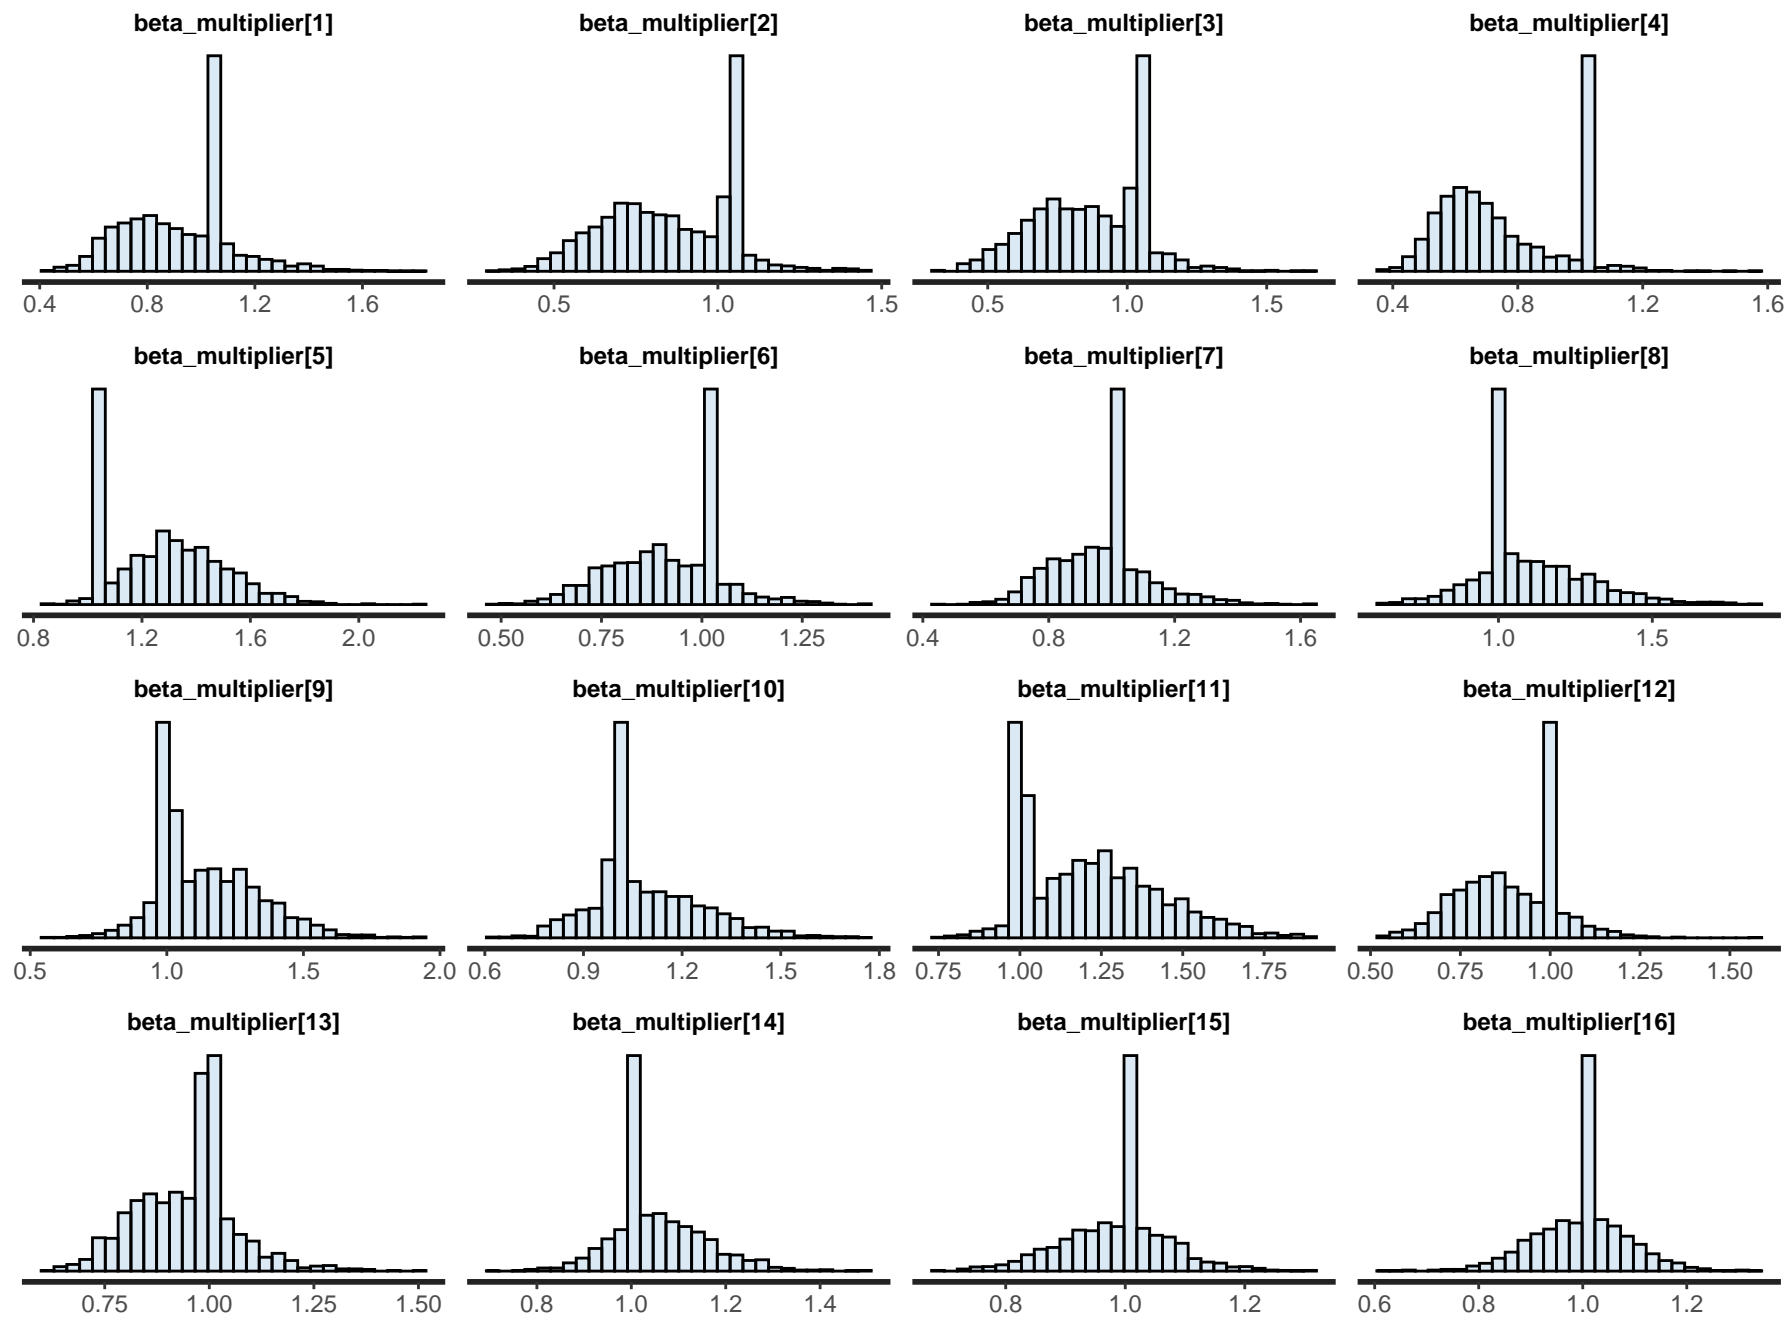 beta_multiplier[1] beta_multiplier[2] beta_multiplier[3] beta_multiplier[4]
0.4 0.8 1.2 1.6 0.5 1.0 1.5 0.5 1.0 1.5 0.4 0.8 1.2 1.6
beta_multiplier[5] beta_multiplier[6] beta_multiplier[7] beta_multiplier[8]
0.8 1.2 1.6 2.0 0.50 0.75 1.00 1.25 0.4 0.8 1.2 1.6 1.0 1.5
beta_multiplier[9] beta_multiplier[10] beta_multiplier[11] beta_multiplier[12]
0.5 1.0 1.5 2.0 0.6 0.9 1.2 1.5 1.8 0.75 1.00 1.25 1.50 1.75 0.50 0.75 1.00 1.25 1.50
beta_multiplier[13] beta_multiplier[14] beta_multiplier[15] beta_multiplier[16]
0.75 1.00 1.25 1.50 0.8 1.0 1.2 1.4 0.8 1.0 1.2 0.6 0.8 1.0 1.2